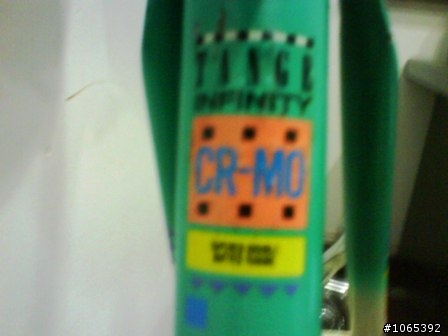 TANGE
INFINITY
CR-MO
#1065392